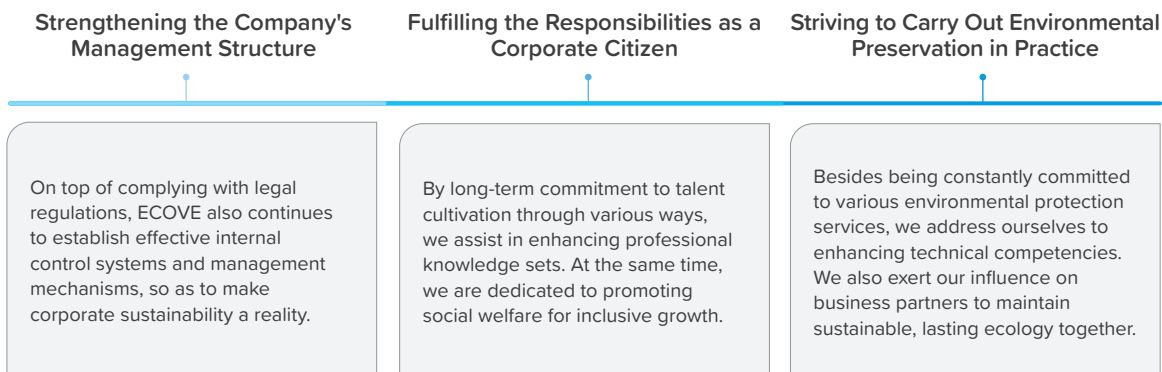 Strengthening the Company's
Management Structure
On top of complying with legal
regulations, ECOVE also continues
to establish effective internal
control systems and management
mechanisms, so as to make
corporate sustainability a reality.
Fulfilling the Responsibilities as a
Corporate Citizen
By long-term commitment to talent
cultivation through various ways,
we assist in enhancing professional
knowledge sets. At the same time,
we are dedicated to promoting
social welfare for inclusive growth.
Striving to Carry Out Environmental
Preservation in Practice
Besides being constantly committed
to various environmental protection
services, we address ourselves to
enhancing technical competencies.
We also exert our influence on
business partners to maintain
sustainable, lasting ecology together.